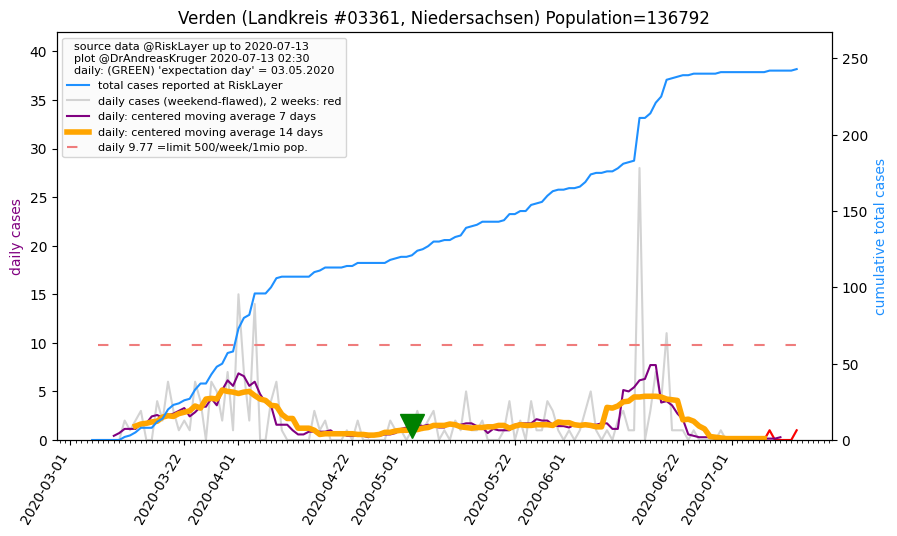 Verden (Landkreis #03361, Niedersachsen) Population=136792
source data @RiskLayer up to 2020-07-13
plot @DrAndreasKruger 2020-07-13 02:30
daily: (GREEN) 'expectation day' = 03.05.2020
total cases reported at RiskLayer
daily cases (weekend-flawed), 2 weeks: red
daily: centered moving average 7 days
daily: centered moving average 14 days
daily 9.77 =limit 500/week/1mio pop.
daily cases
40
35
30
25
20
15
10
5
0
250
200
150
100
50
0
cumulative total cases
2020-03-01
2020-03-22
2020-04-01
2020-04-22
2020-05-01
2020-05-22
2020-06-01
2020-06-22
2020-07-01